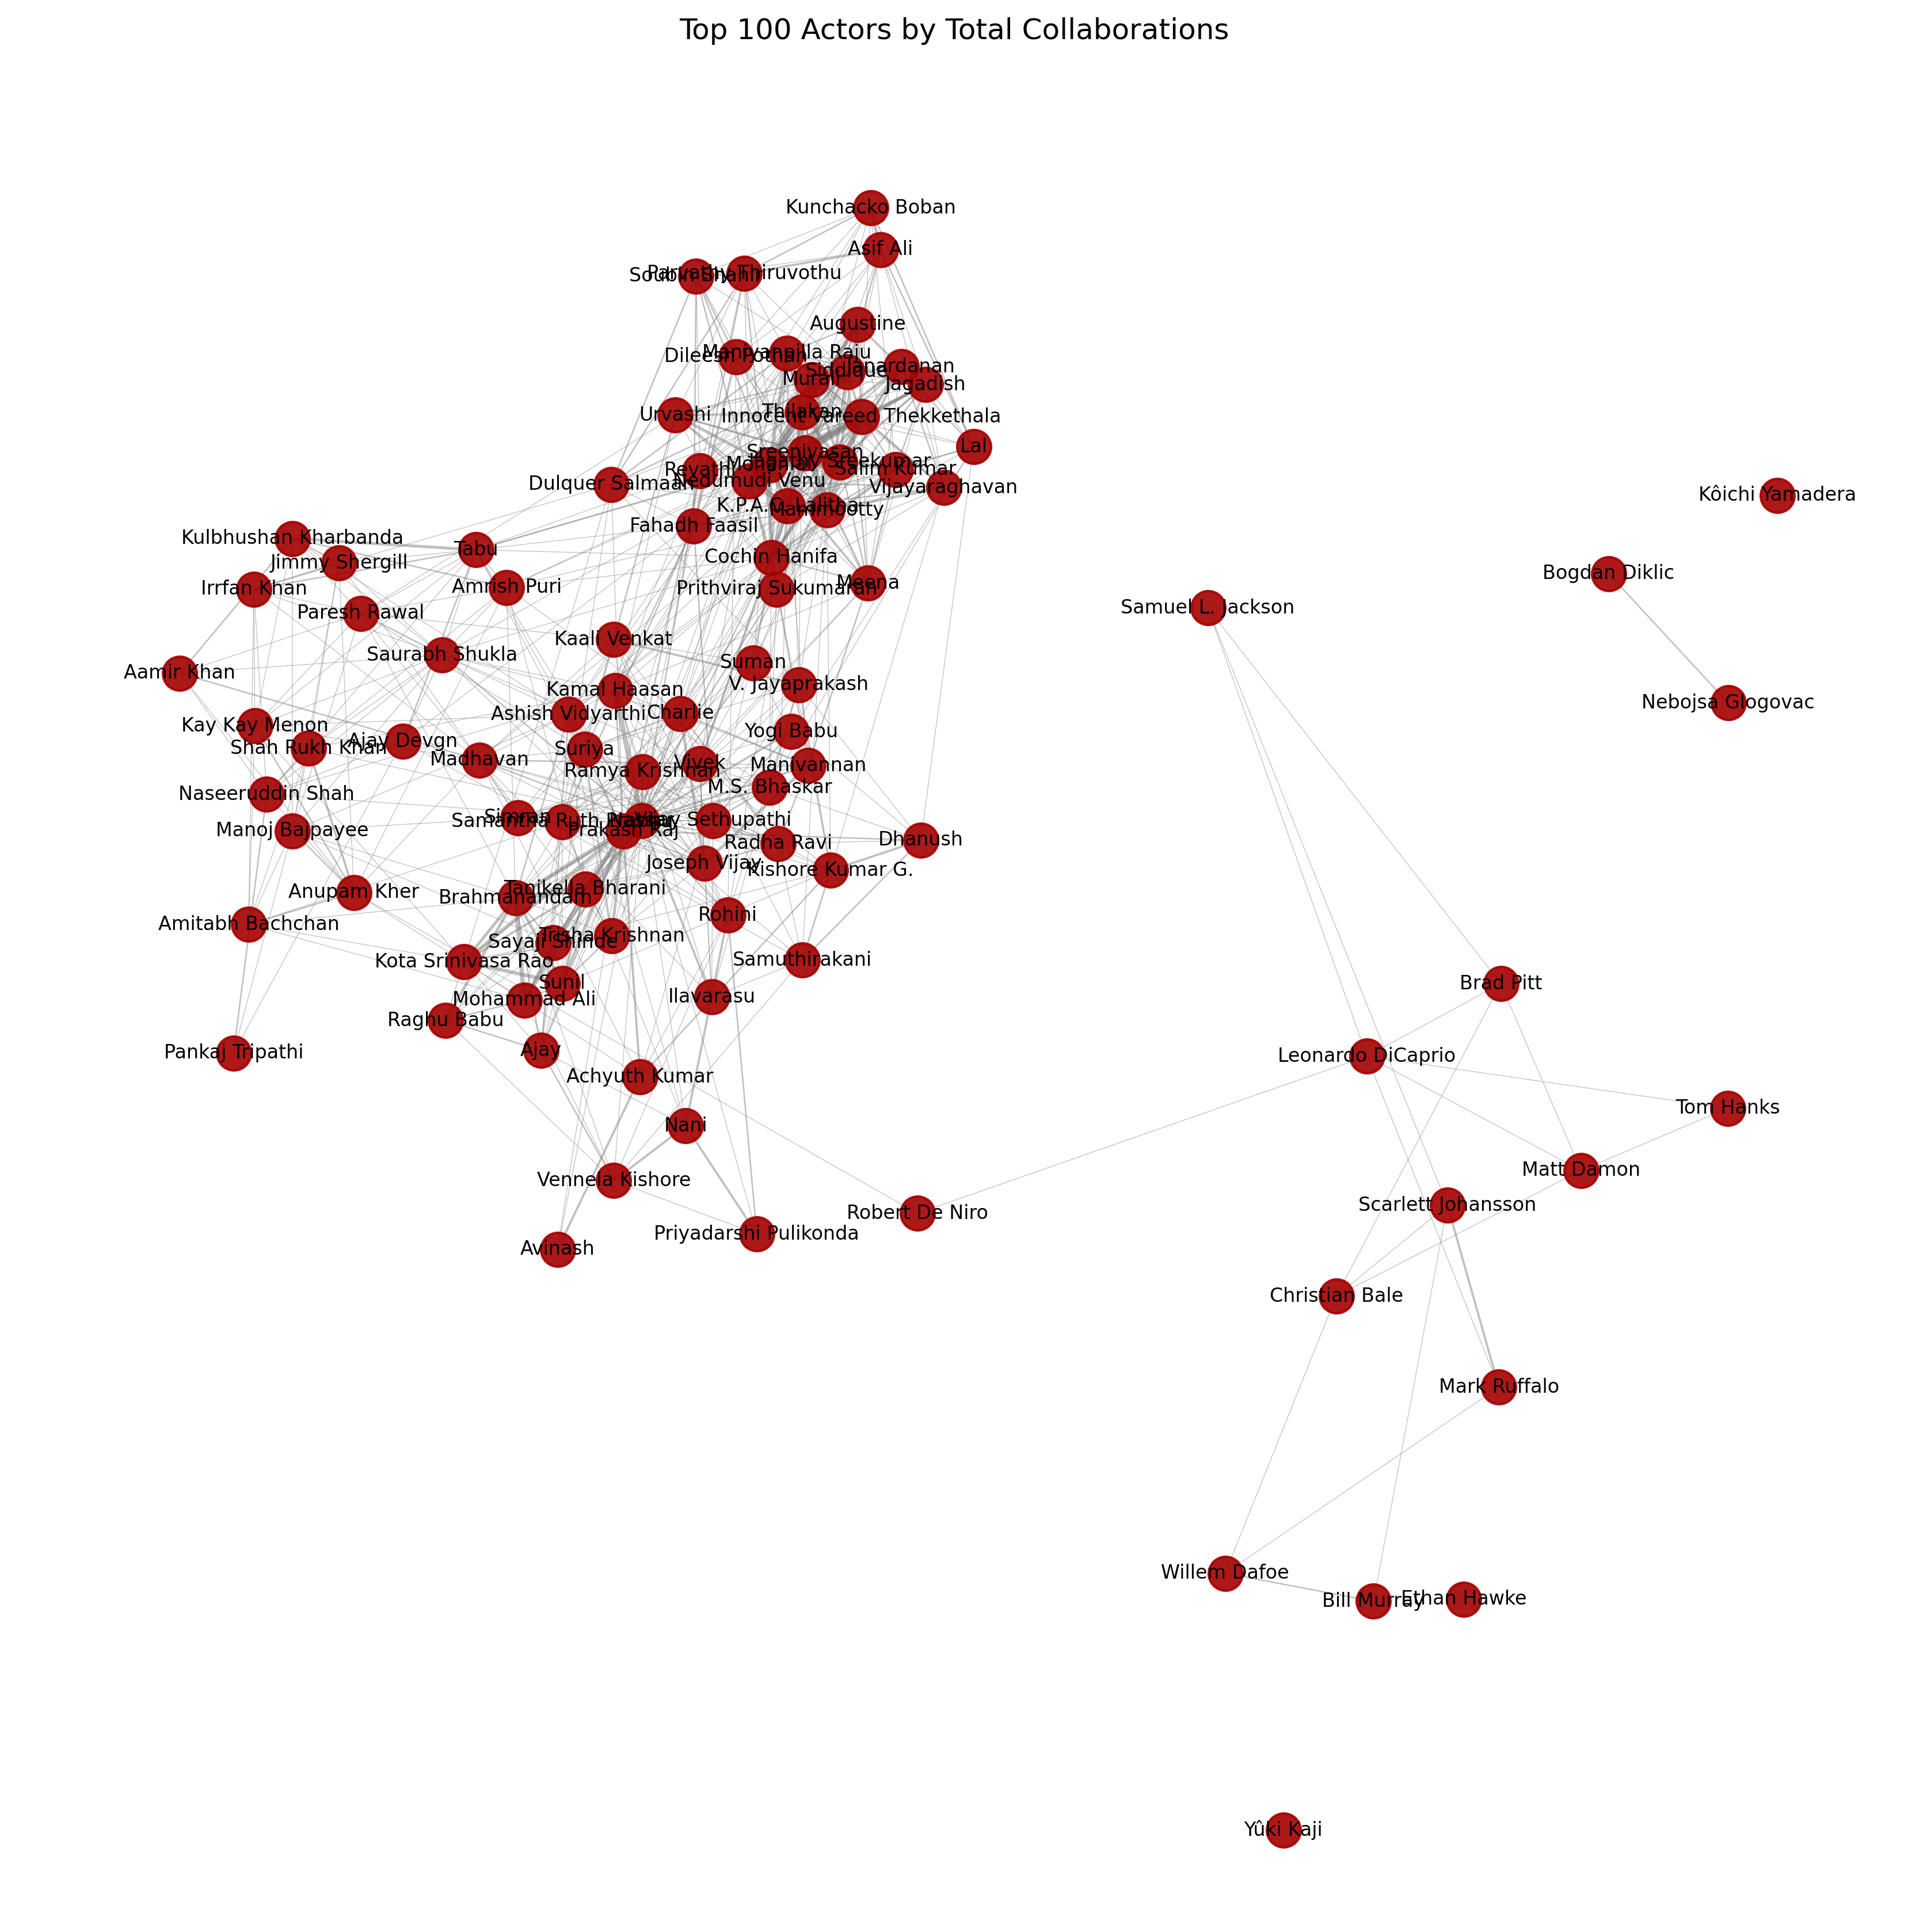 Top 100 Actors by Total Collaborations
Kunchacko Boban
Asif Ali
Soubin Shahir
Parvathy Thiruvothu
Augustine
Dileesh Pothan
Maniyanpilla Raju
Siddique
Janardanan
Murali
Jagadish
Urvashi
Thilakan
Innocent Vareed Thekkethala
Lal
Sreenivasan
Revathi
Mohanlal
Jagathy Sreekumar
Salim Kumar
Nedumudi Venu
Vijayaraghavan
Dulquer Salmaan
Kôichi Yamadera
K.P.A.C. Lalitha
Mammootty
Fahadh Faasil
Kulbhushan Kharbanda
Tabu
Jimmy Shergill
Cochin Hanifa
Bogdan Diklic
Irrfan Khan
Amrish Puri
Prithviraj Sukumaran
Meena
Samuel L. Jackson
Paresh Rawal
Kaali Venkat
Saurabh Shukla
Suman
Aamir Khan
V. Jayaprakash
Kamal Haasan
Nebojsa Glogovac
Ashish Vidyarthi
Charlie
Kay Kay Menon
Yogi Babu
Shah Rukh Khan
Ajay Devgn
Suriya
Madhavan
Vivek
Manivannan
Ramya Krishnan
M.S. Bhaskar
Naseeruddin Shah
Simran
Samantha Ruth Prabhu
Nassar
Vijay Sethupathi
Manoj Bajpayee
Prakash Raj
Dhanush
Radha Ravi
Joseph Vijay
Kishore Kumar G.
Anupam Kher
Tanikella Bharani
Brahmanandam
Rohini
Amitabh Bachchan
Trisha Krishnan
Sayaji Shinde
Kota Srinivasa Rao
Samuthirakani
Sunil
Brad Pitt
Mohammad Ali
Ilavarasu
Raghu Babu
Pankaj Tripathi
Ajay
Leonardo DiCaprio
Achyuth Kumar
Tom Hanks
Nani
Matt Damon
Vennela Kishore
Scarlett Johansson
Robert De Niro
Priyadarshi Pulikonda
Avinash
Christian Bale
Mark Ruffalo
Willem Dafoe
Bill Murray
Ethan Hawke
Yûki Kaji